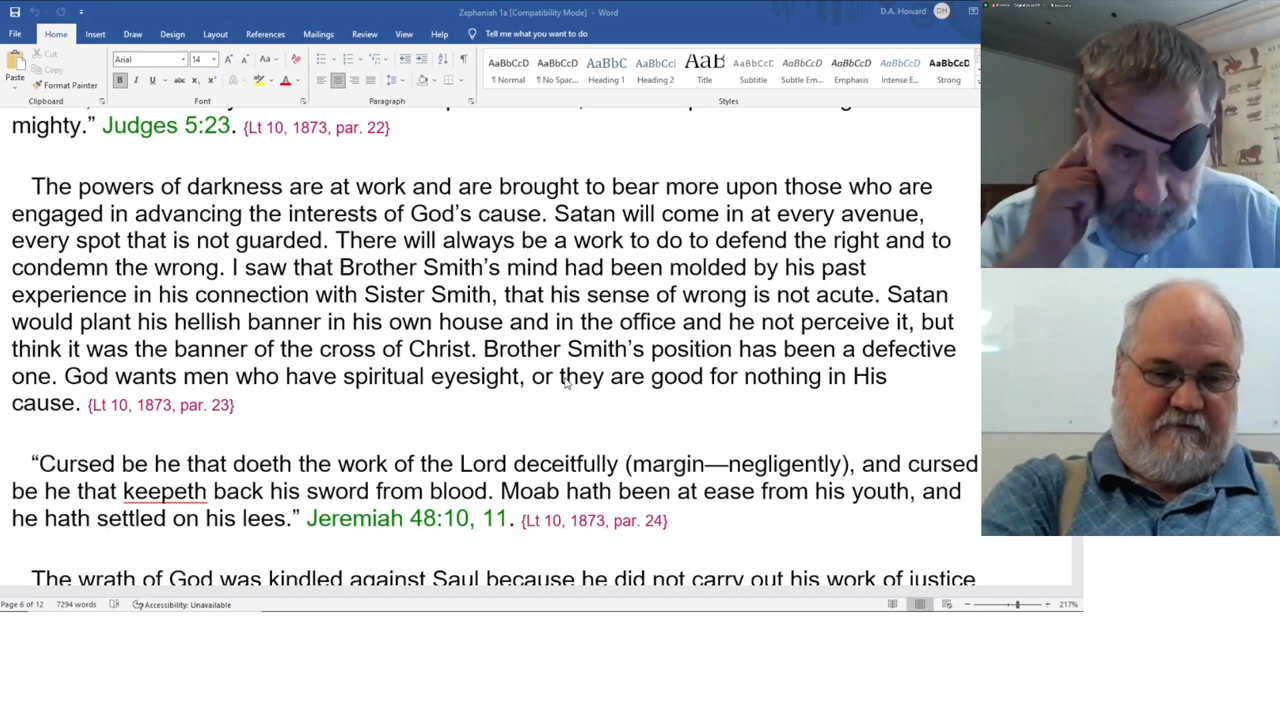 Zephaniah 1a [Compatibility Mode] - Word
D.A. Howard
DH
File Home Insert Draw Design Layout References Mailings Review View Help Tell me what you want to do
Paste
Cut
Copy
Format Painter
Clipboard
Arial 14
Font
Paragraph
AaBbCcD AaBbCcD AaBbC AaBbCcl AaB AaBbCcD AaBbCcD AaBbCcD AaBbCcD AaBbCcD
¶ Normal ¶ No Spac... Heading 1 Heading 2 Title Subtitle Subtle Em... Emphasis Intense E... Strong
Styles
mighty.” Judges 5:23. {Lt 10, 1873, par. 22}
The powers of darkness are at work and are brought to bear more upon those who are
engaged in advancing the interests of God’s cause. Satan will come in at every avenue,
every spot that is not guarded. There will always be a work to do to defend the right and to
condemn the wrong. I saw that Brother Smith’s mind had been molded by his past
experience in his connection with Sister Smith, that his sense of wrong is not acute. Satan
would plant his hellish banner in his own house and in the office and he not perceive it, but
think it was the banner of the cross of Christ. Brother Smith’s position has been a defective
one. God wants men who have spiritual eyesight, or they are good for nothing in His
cause. {Lt 10, 1873, par. 23}
“Cursed be he that doeth the work of the Lord deceitfully (margin—negligently), and cursed
be he that keepeth back his sword from blood. Moab hath been at ease from his youth, and
he hath settled on his lees.” Jeremiah 48:10, 11. {Lt 10, 1873, par. 24}
The wrath of God was kindled against Saul because he did not carry out his work of justice
Page 6 of 12 7294 words Accessibility: Unavailable 217%